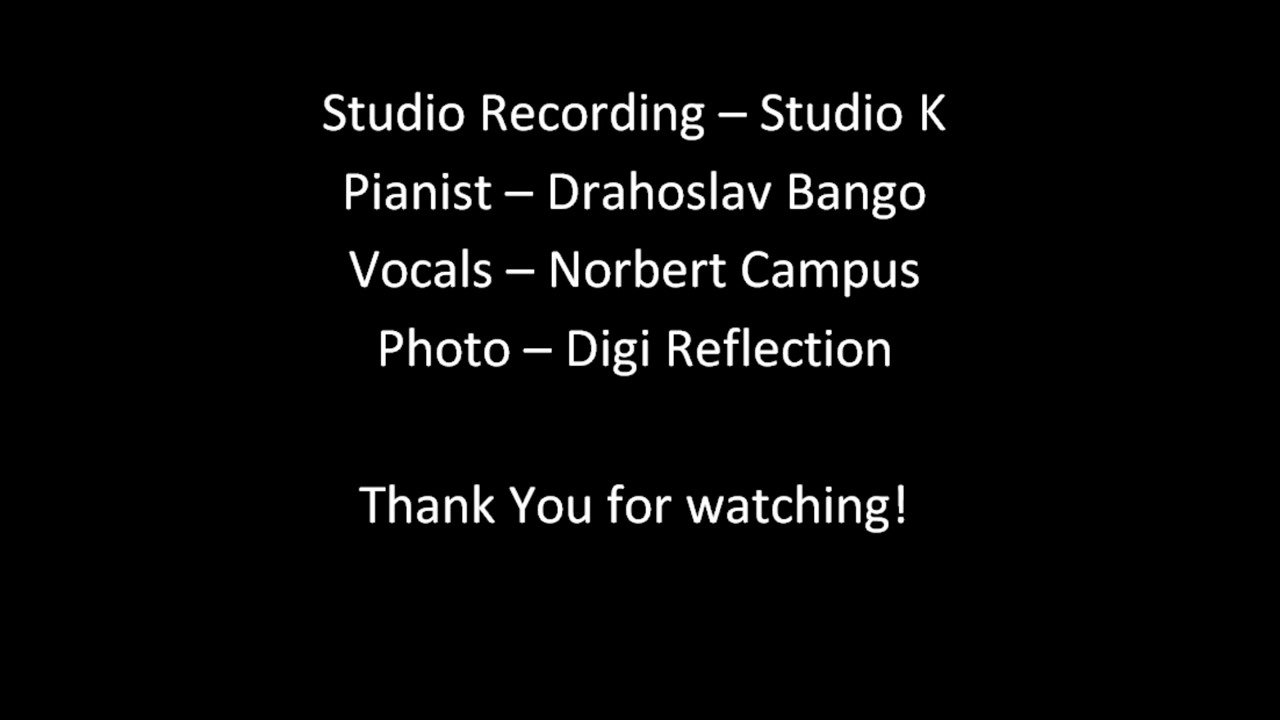 Studio Recording – Studio K
Pianist – Drahoslav Bango
Vocals – Norbert Campus
Photo – Digi Reflection
Thank You for watching!